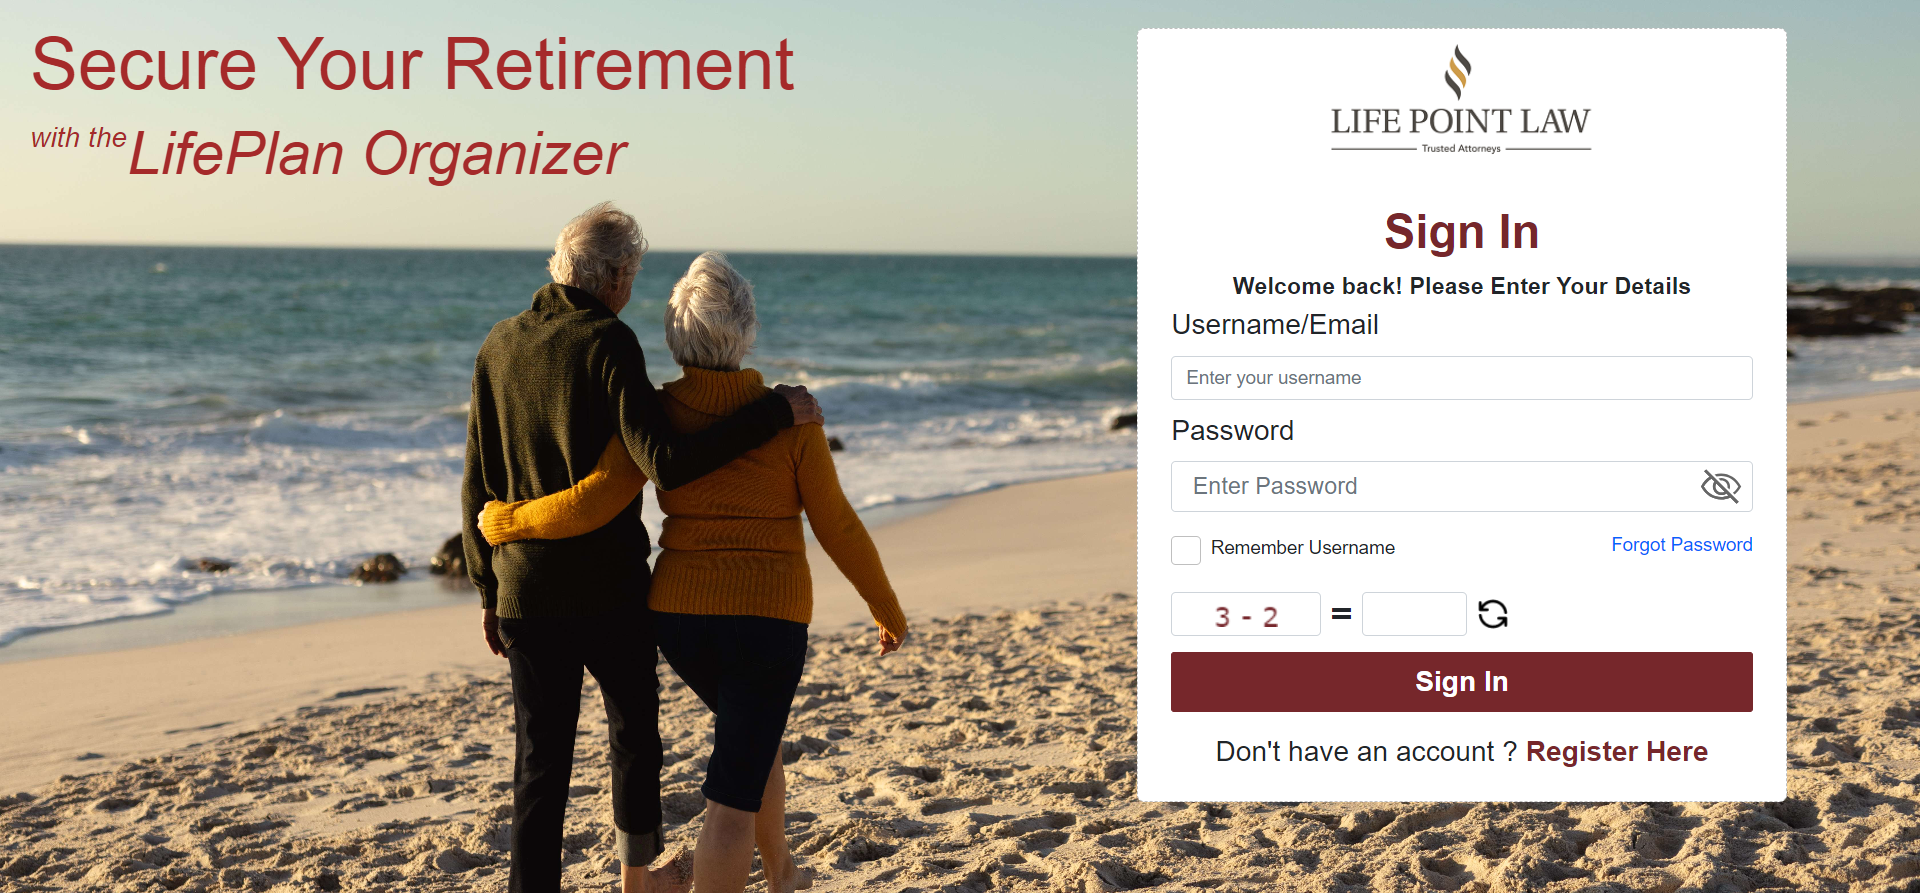 Secure Your Retirement
with the LifePlan Organizer
LIFE POINT LAW
Trusted Attorneys
Sign In
Welcome back! Please Enter Your Details
Username/Email
Enter your username
Password
Enter Password
Remember Username
Forgot Password
3 - 2 =
Sign In
Don't have an account ? Register Here